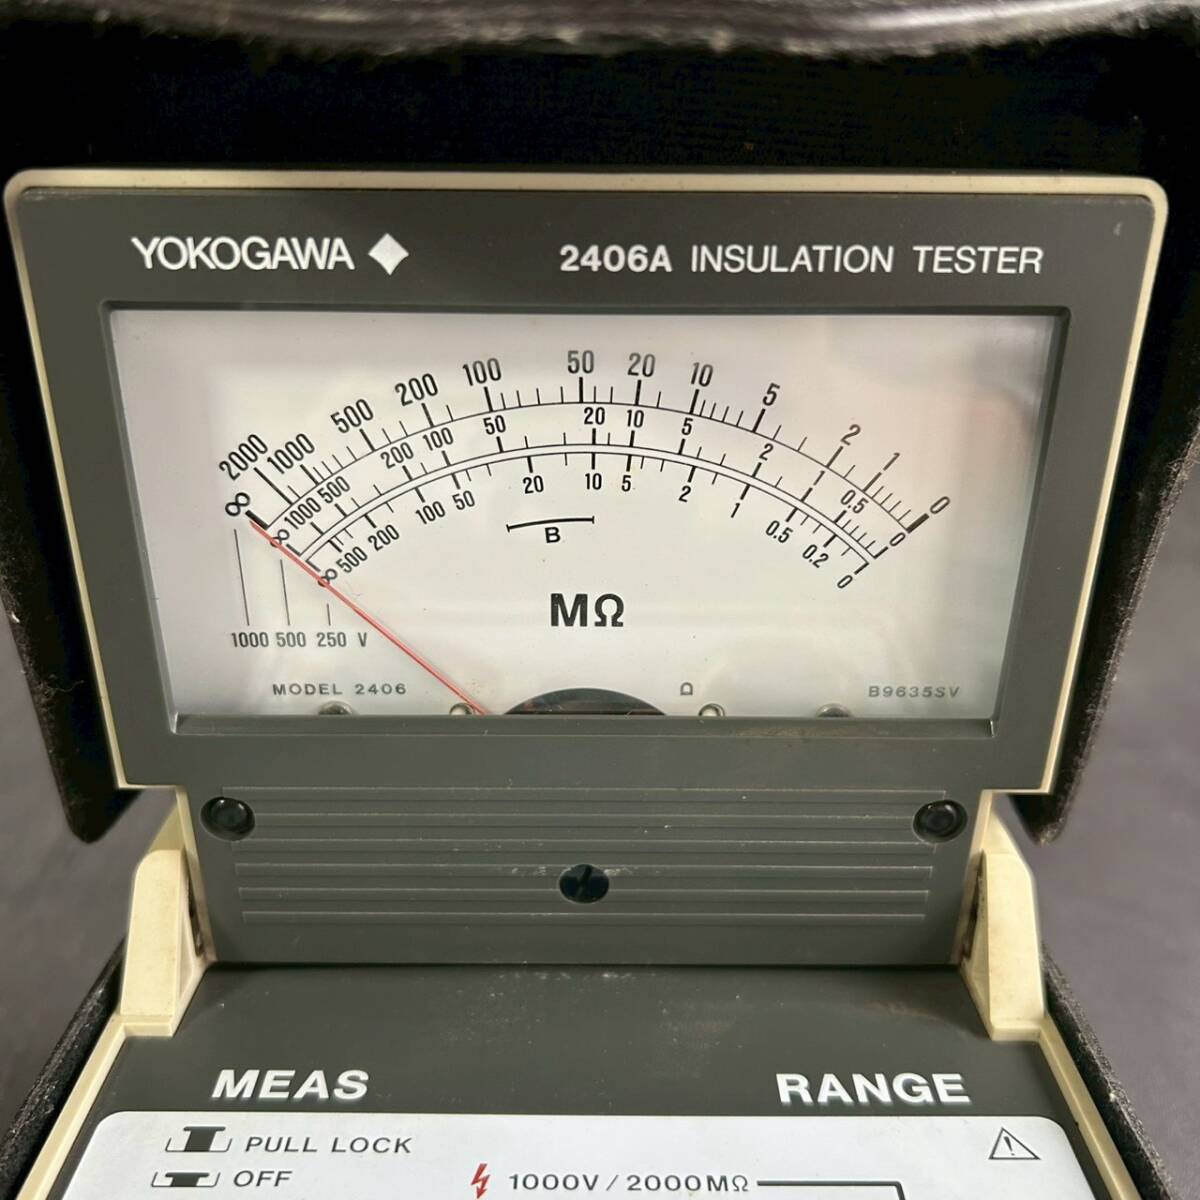 YOKOGAWA
2406A INSULATION TESTER
4
∞ 2000 1000 500 200 100 50 20 10 5 2 1 0
∞ 1000 500 200 100 50 20 10 5 2 1 0.5 0
∞ 500 200 100 50 20 10 5 2 1 0.5 0.2 0
B
MΩ
1000 500 250 V
MODEL 2406
B9635SV
MEAS
RANGE
PULL LOCK
OFF
1000V/2000MΩ